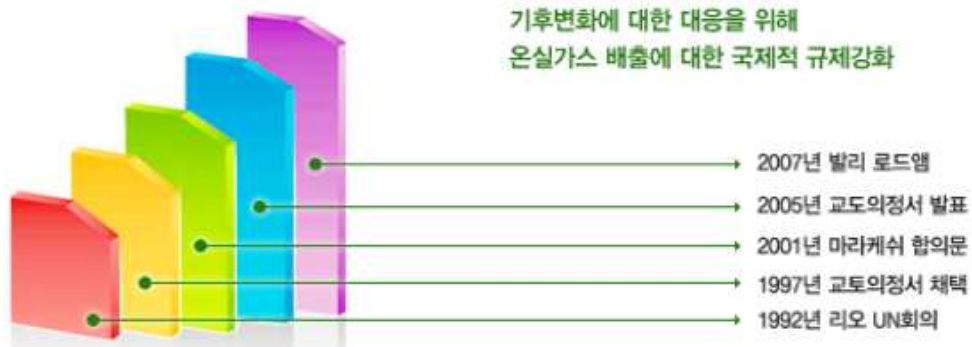 기후변화에 대한 대응을 위해
온실가스 배출에 대한 국제적 규제강화
2007년 발리 로드앱
2005년 교도의정서 발표
2001년 마라케쉬 합의문
1997년 교토의정서 채택
1992년 리오 UN회의